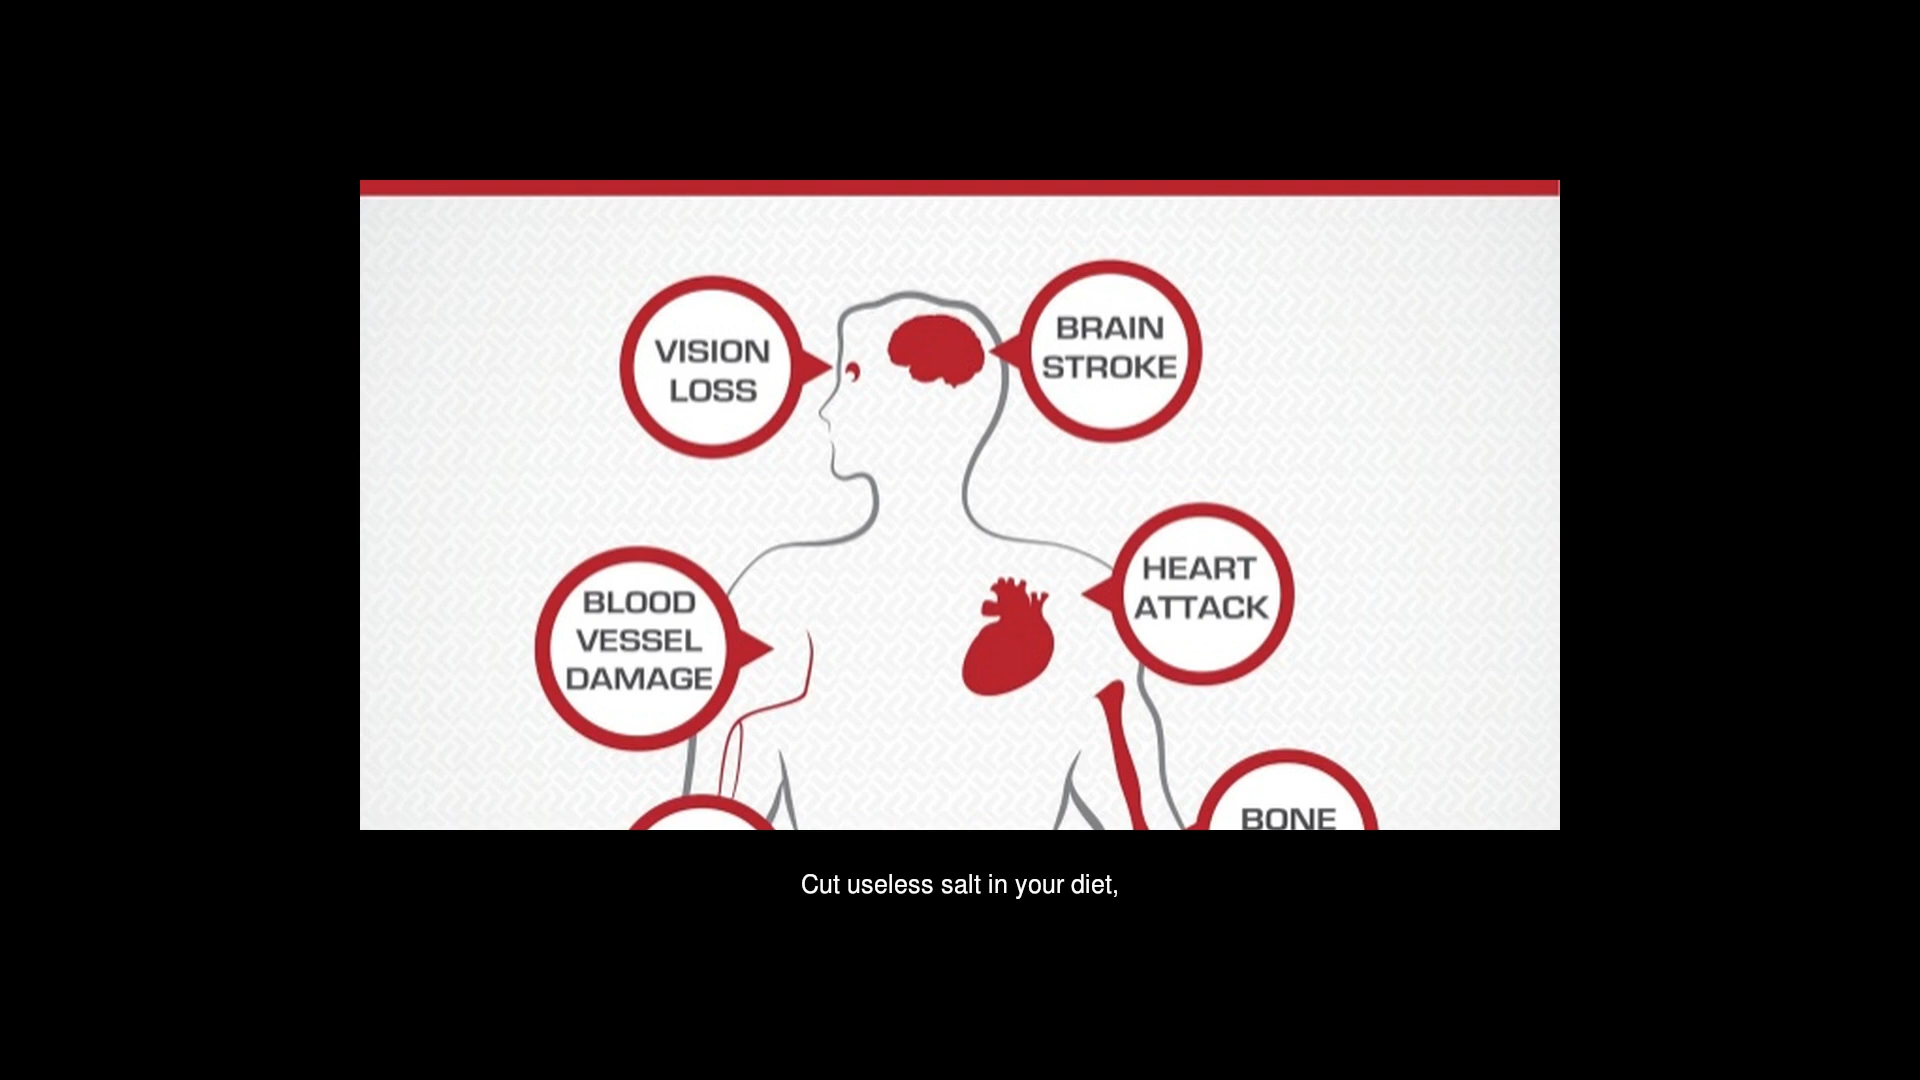 VISION
LOSS
BRAIN
STROKE
HEART
ATTACK
BLOOD
VESSEL
DAMAGE
BONE
Cut useless salt in your diet,